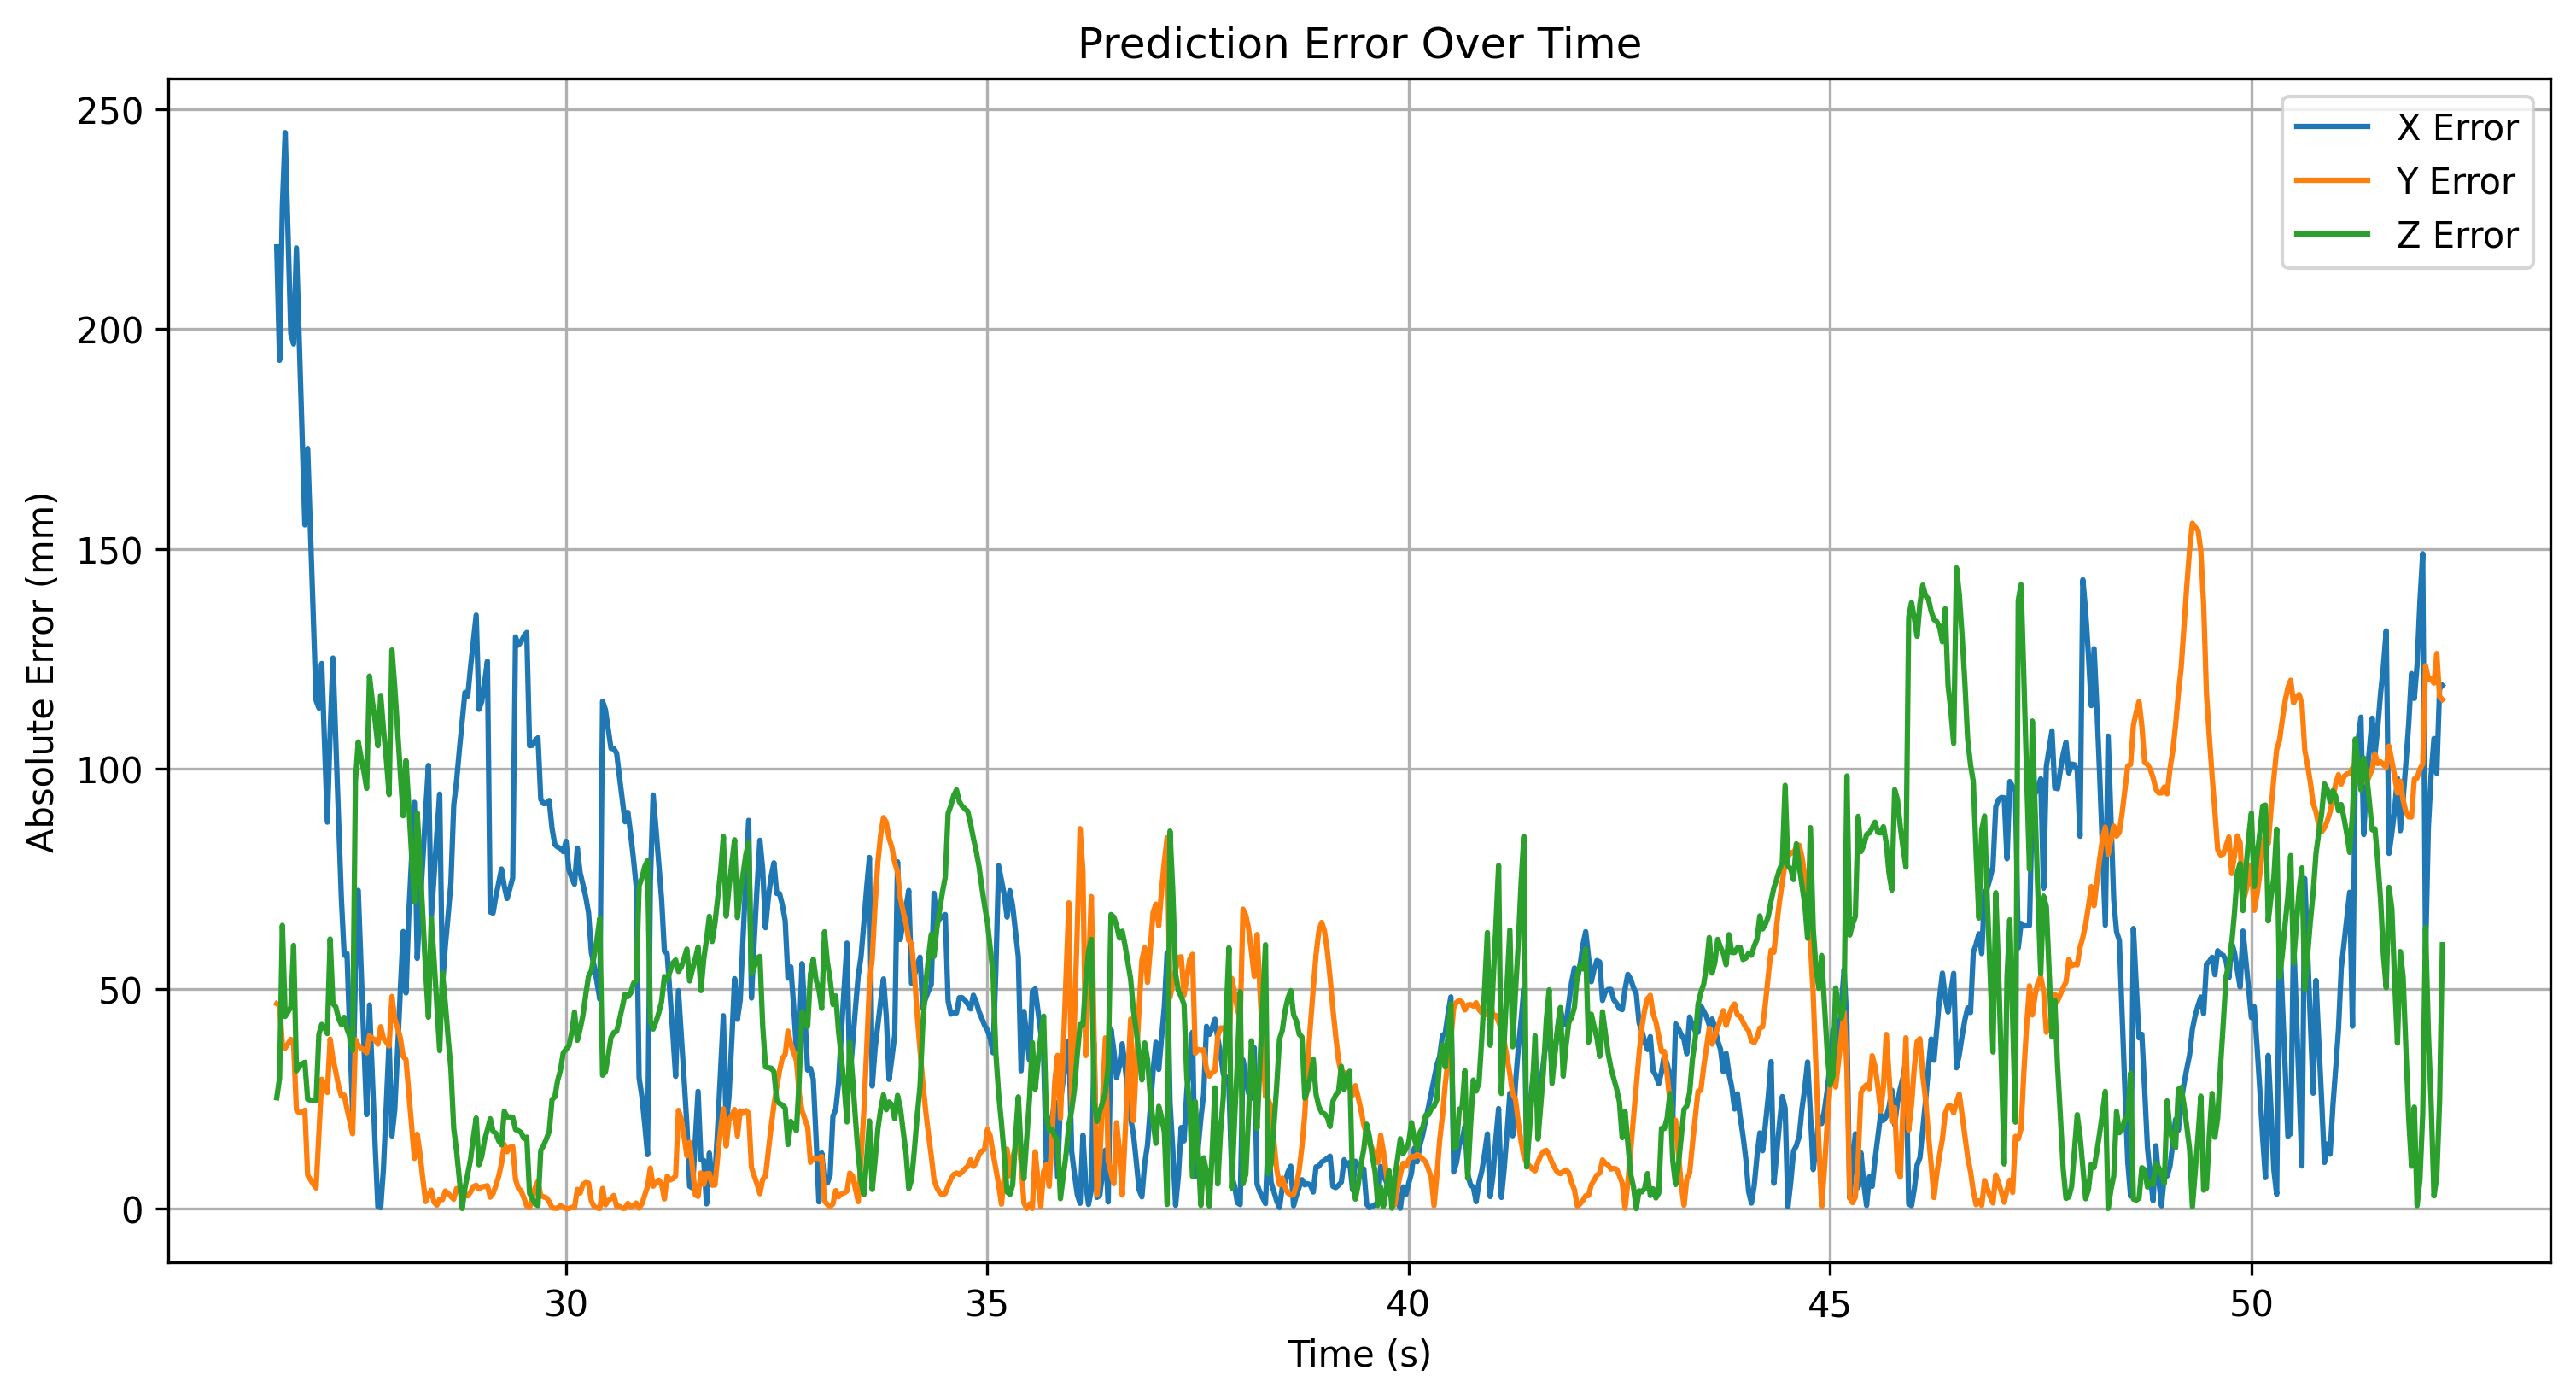 Prediction Error Over Time
X Error
Y Error
Z Error
Absolute Error (mm)
250
200
150
100
50
0
30 35 40 45 50
Time (s)